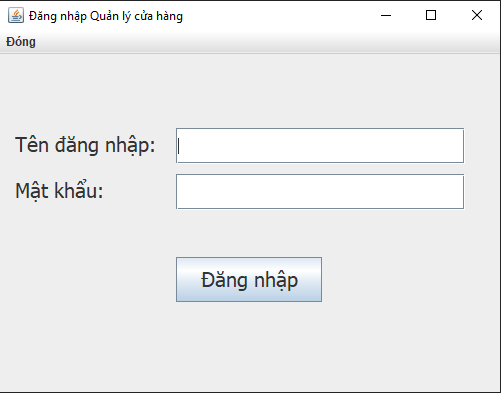 Đăng nhập Quản lý cửa hàng
Đóng
Tên đăng nhập:
Mật khẩu:
Đăng nhập